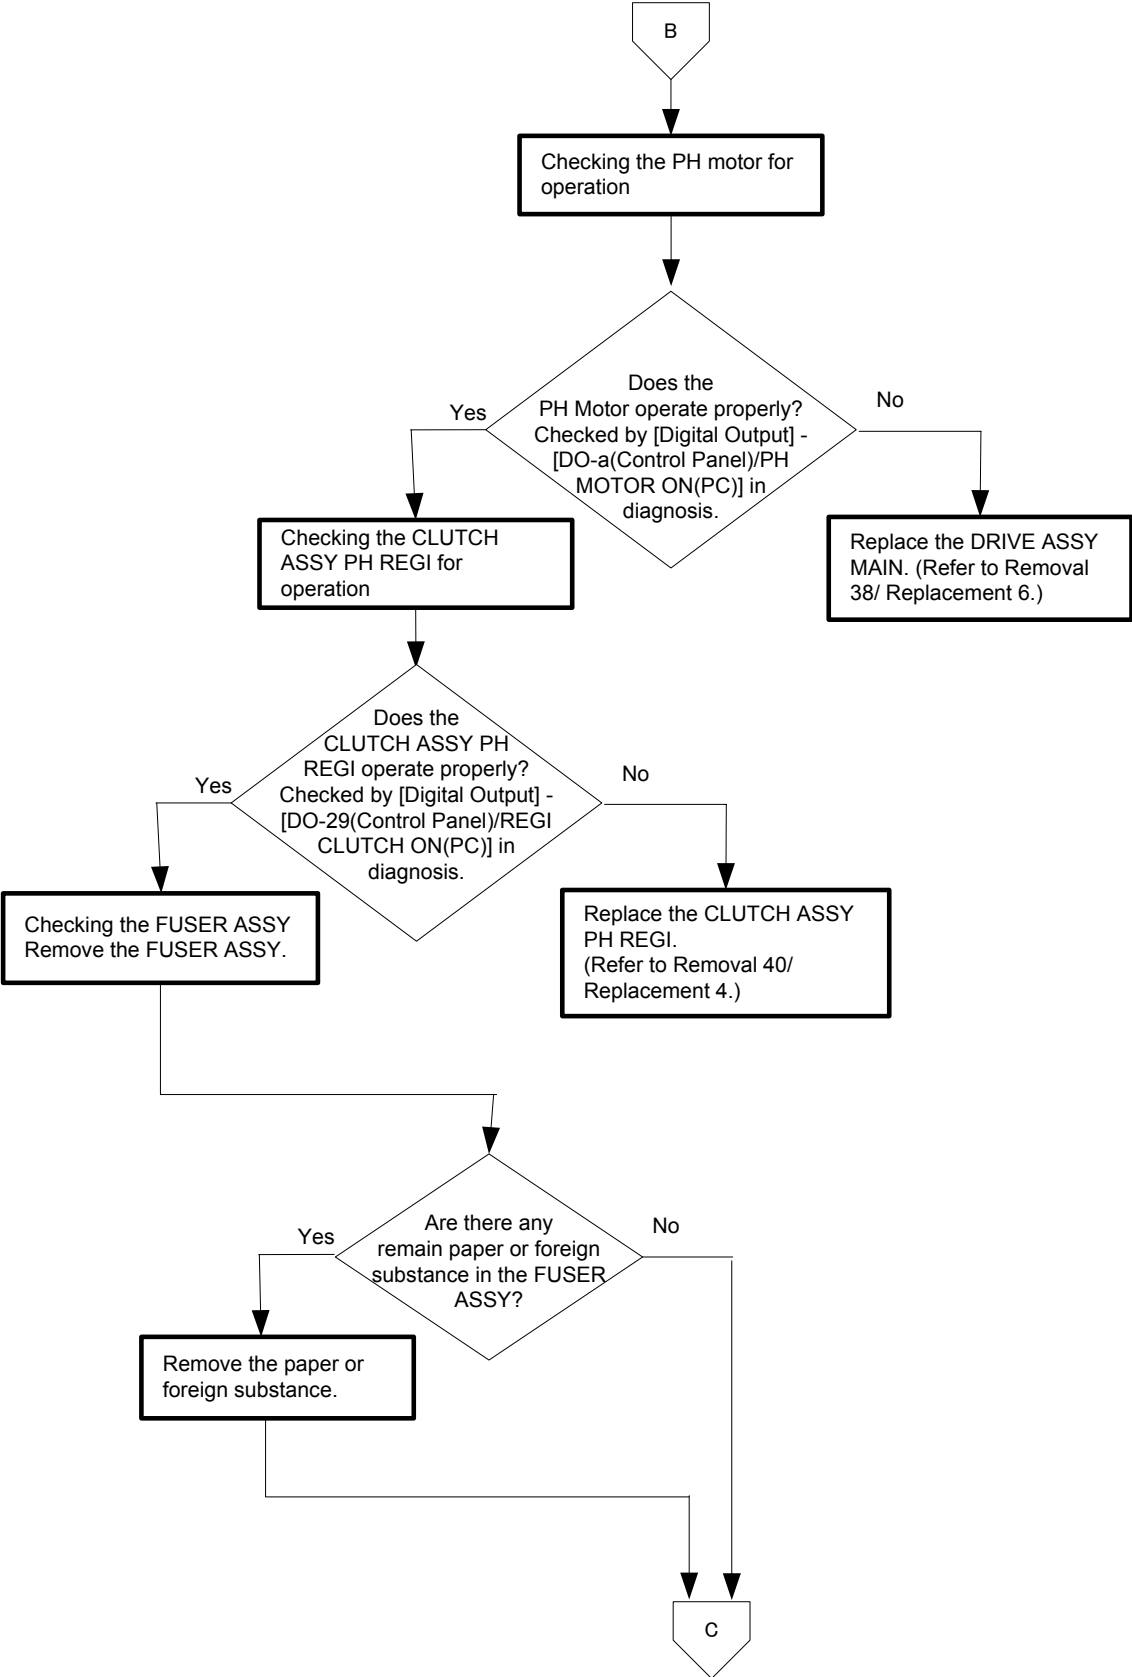 B
Checking the PH motor for
operation
Does the
PH Motor operate properly?
Checked by [Digital Output] -
[DO-a(Control Panel)/PH
MOTOR ON(PC)] in
diagnosis.
Yes
No
Checking the CLUTCH
ASSY PH REGI for
operation
Replace the DRIVE ASSY
MAIN. (Refer to Removal
38/ Replacement 6.)
Does the
CLUTCH ASSY PH
REGI operate properly?
Checked by [Digital Output] -
[DO-29(Control Panel)/REGI
CLUTCH ON(PC)] in
diagnosis.
Yes
No
Checking the FUSER ASSY
Remove the FUSER ASSY.
Replace the CLUTCH ASSY
PH REGI.
(Refer to Removal 40/
Replacement 4.)
Are there any
remain paper or foreign
substance in the FUSER
ASSY?
Yes
No
Remove the paper or
foreign substance.
C